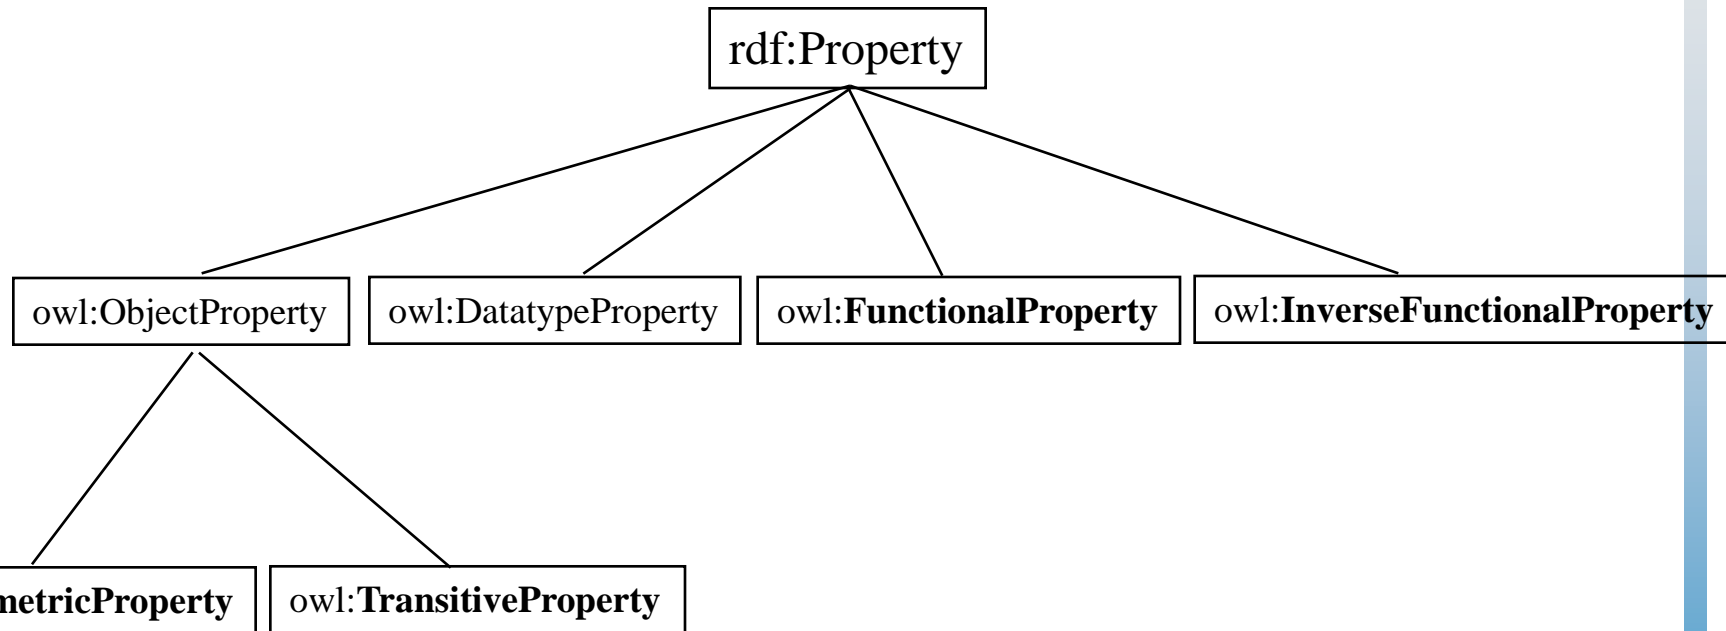 rdf:Property
owl:ObjectProperty
owl:DatatypeProperty
owl:FunctionalProperty
owl:InverseFunctionalProperty
metricProperty
owl:TransitiveProperty